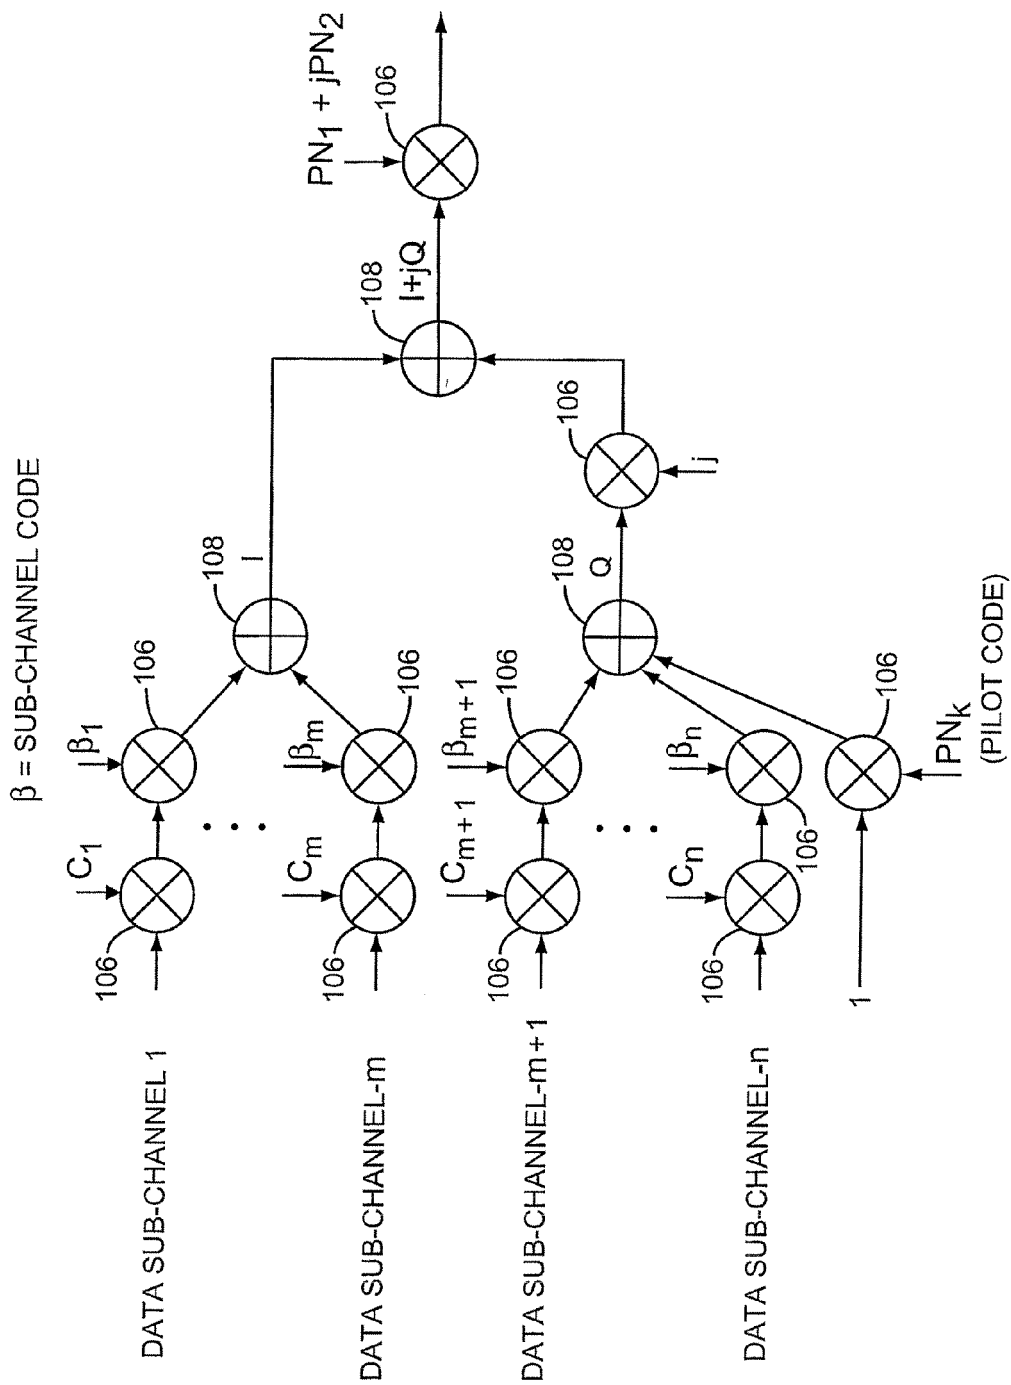 β = SUB-CHANNEL CODE
DATA SUB-CHANNEL 1
106
C1
β1
106
DATA SUB-CHANNEL-m
106
Cm
βm
106
108
I
DATA SUB-CHANNEL-m+1
106
Cm+1
βm+1
106
DATA SUB-CHANNEL-n
106
Cn
βn
106
1
PNk
(PILOT CODE)
106
108
Q
106
j
108
I+jQ
PN1 + jPN2
106